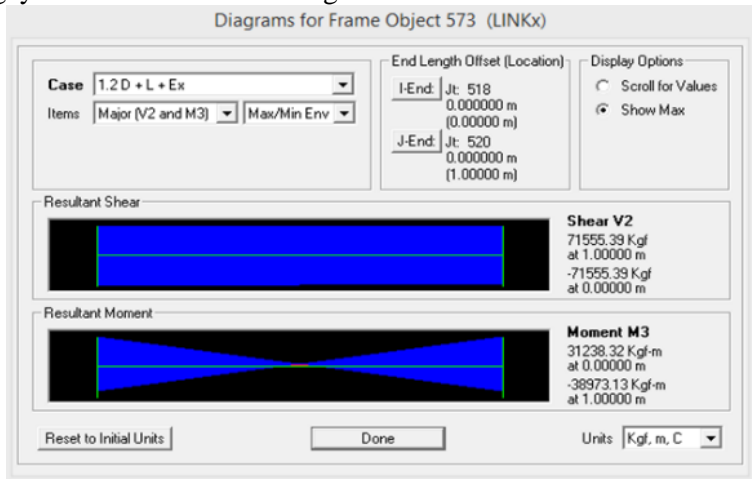 Diagrams for Frame Object 573 (LINKx)
End Length Offset (Location)
Display Options
Case 1.2 D + L + Ex
Items Major (V2 and M3) Max/Min Env
I-End: Jt: 518
0.000000 m
(0.00000 m)
J-End: Jt: 520
0.000000 m
(1.00000 m)
Scroll for Values
Show Max
Resultant Shear
Shear V2
71555.39 Kgf
at 1.00000 m
-71555.39 Kgf
at 0.00000 m
Resultant Moment
Moment M3
31238.32 Kgf-m
at 0.00000 m
-38973.13 Kgf-m
at 1.00000 m
Reset to Initial Units
Done
Units Kgf, m, C